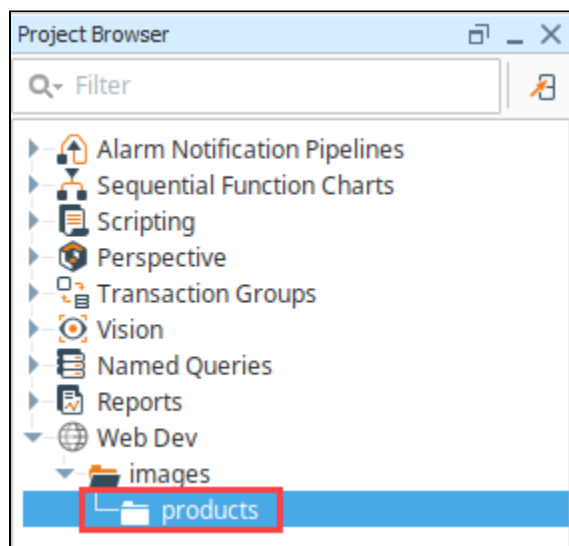 Project Browser
Filter
Alarm Notification Pipelines
Sequential Function Charts
Scripting
Perspective
Transaction Groups
Vision
Named Queries
Reports
Web Dev
images
products